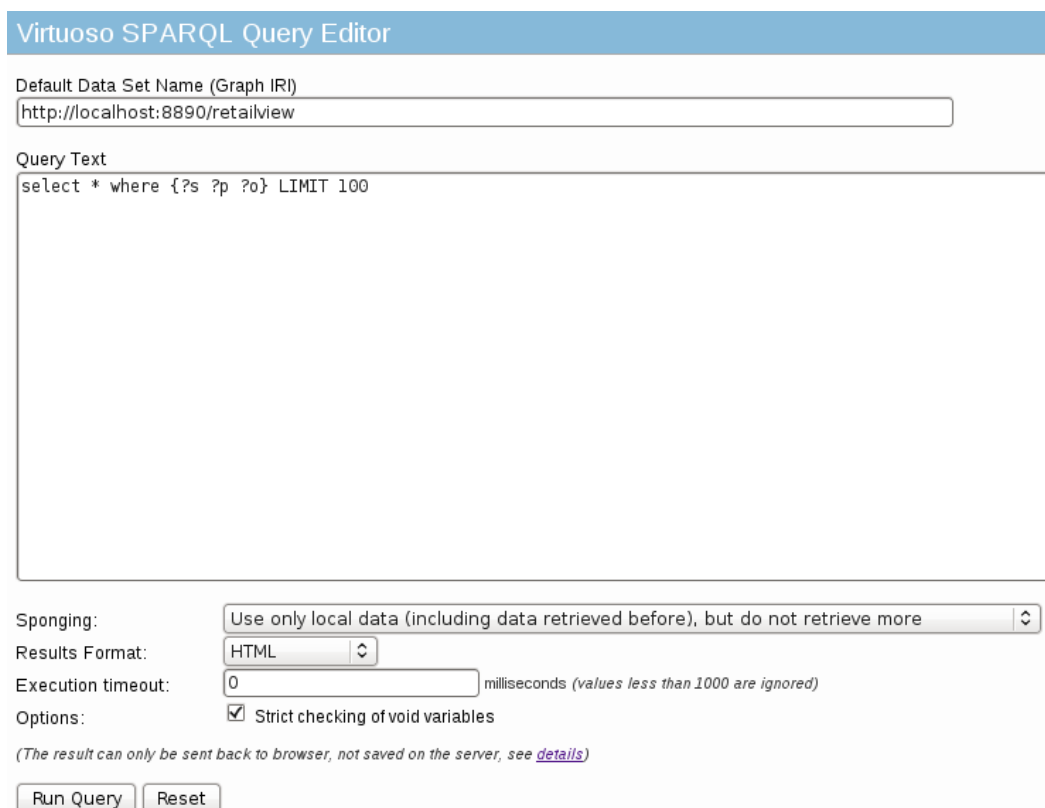 Virtuoso SPARQL Query Editor
Default Data Set Name (Graph IRI)
http://localhost:8890/retailview
Query Text
select * where {?s ?p ?o} LIMIT 100
Sponging: Use only local data (including data retrieved before), but do not retrieve more
Results Format: HTML
Execution timeout: 0 milliseconds (values less than 1000 are ignored)
Options: Strict checking of void variables
(The result can only be sent back to browser, not saved on the server, see details)
Run Query Reset